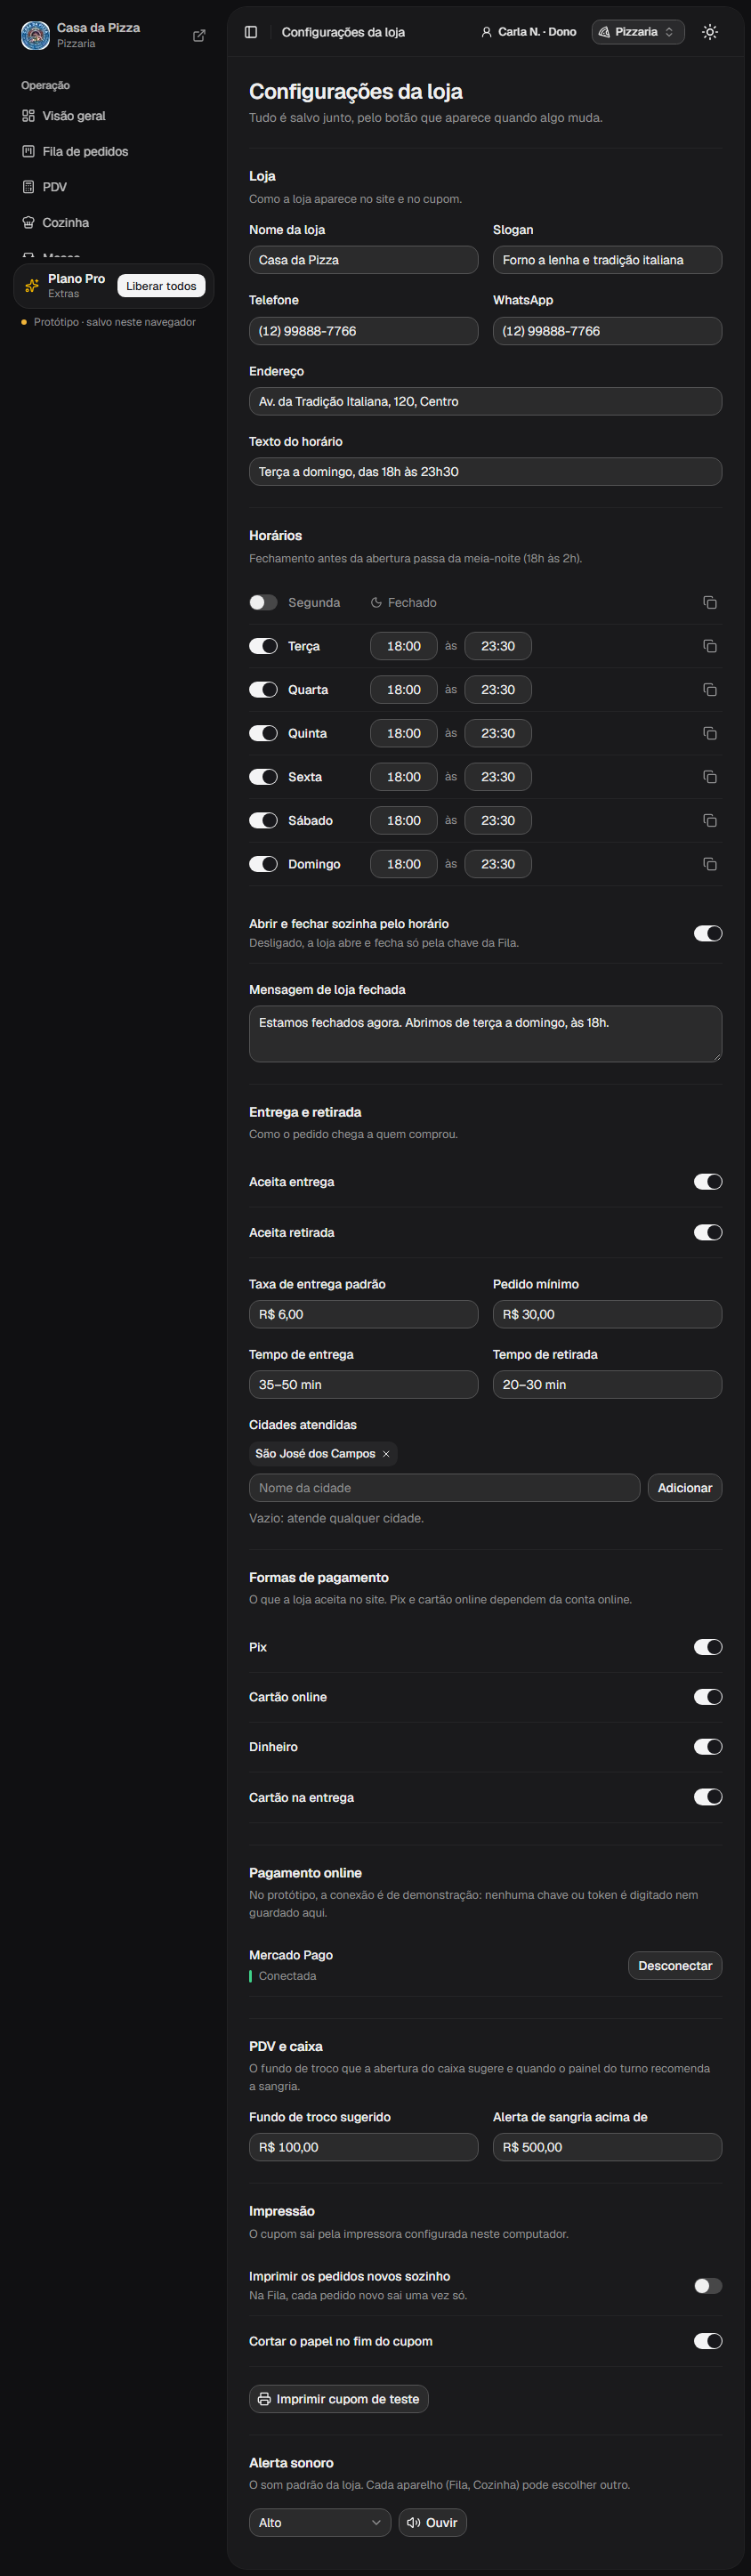 Casa da Pizza
Pizzaria
Operação
Visão geral
Fila de pedidos
PDV
Cozinha
Mesas
Plano Pro
Extras
Liberar todos
Protótipo · salvo neste navegador
Configurações da loja
Carla N. · Dono
Pizzaria
Configurações da loja
Tudo é salvo junto, pelo botão que aparece quando algo muda.
Loja
Como a loja aparece no site e no cupom.
Nome da loja
Slogan
Casa da Pizza
Forno a lenha e tradição italiana
Telefone
WhatsApp
(12) 99888-7766
(12) 99888-7766
Endereço
Av. da Tradição Italiana, 120, Centro
Texto do horário
Terça a domingo, das 18h às 23h30
Horários
Fechamento antes da abertura passa da meia-noite (18h às 2h).
Segunda
Fechado
Terça 18:00 às 23:30
Quarta 18:00 às 23:30
Quinta 18:00 às 23:30
Sexta 18:00 às 23:30
Sábado 18:00 às 23:30
Domingo 18:00 às 23:30
Abrir e fechar sozinha pelo horário
Desligado, a loja abre e fecha só pela chave da Fila.
Mensagem de loja fechada
Estamos fechados agora. Abrimos de terça a domingo, às 18h.
Entrega e retirada
Como o pedido chega a quem comprou.
Aceita entrega
Aceita retirada
Taxa de entrega padrão
Pedido mínimo
R$ 6,00
R$ 30,00
Tempo de entrega
Tempo de retirada
35–50 min
20–30 min
Cidades atendidas
São José dos Campos
Nome da cidade
Adicionar
Vazio: atende qualquer cidade.
Formas de pagamento
O que a loja aceita no site. Pix e cartão online dependem da conta online.
Pix
Cartão online
Dinheiro
Cartão na entrega
Pagamento online
No protótipo, a conexão é de demonstração: nenhuma chave ou token é digitado nem
guardado aqui.
Mercado Pago
Conectada
Desconectar
PDV e caixa
O fundo de troco que a abertura do caixa sugere e quando o painel do turno recomenda
a sangria.
Fundo de troco sugerido
Alerta de sangria acima de
R$ 100,00
R$ 500,00
Impressão
O cupom sai pela impressora configurada neste computador.
Imprimir os pedidos novos sozinho
Na Fila, cada pedido novo sai uma vez só.
Cortar o papel no fim do cupom
Imprimir cupom de teste
Alerta sonoro
O som padrão da loja. Cada aparelho (Fila, Cozinha) pode escolher outro.
Alto
Ouvir